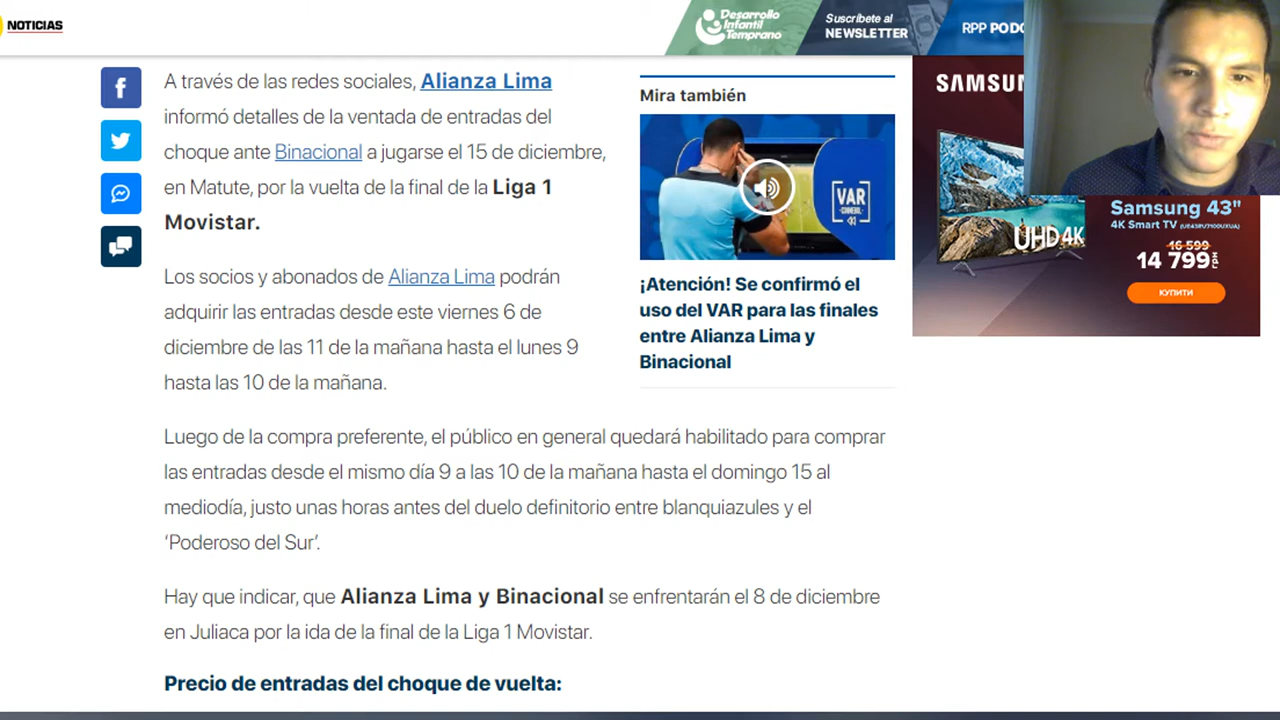 NOTICIAS
Desarrollo
Infantil
Temprano
Suscríbete al
NEWSLETTER
RPP
A través de las redes sociales, Alianza Lima
informó detalles de la ventada de entradas del
choque ante Binacional a jugarse el 15 de diciembre,
en Matute, por la vuelta de la final de la Liga 1
Movistar.
Los socios y abonados de Alianza Lima podrán
adquirir las entradas desde este viernes 6 de
diciembre de las 11 de la mañana hasta el lunes 9
hasta las 10 de la mañana.
Mira también
VAR
CONMEBOL
¡Atención! Se confirmó el
uso del VAR para las finales
entre Alianza Lima y
Binacional
SAMSU
UHD4K
Samsung 43"
4K Smart TV (UE43RU7100UXUA)
16 599
14 799 грн
КУПИТИ
Luego de la compra preferente, el público en general quedará habilitado para comprar
las entradas desde el mismo día 9 a las 10 de la mañana hasta el domingo 15 al
mediodía, justo unas horas antes del duelo definitorio entre blanquiazules y el
‘Poderoso del Sur’.
Hay que indicar, que Alianza Lima y Binacional se enfrentarán el 8 de diciembre
en Juliaca por la ida de la final de la Liga 1 Movistar.
Precio de entradas del choque de vuelta: